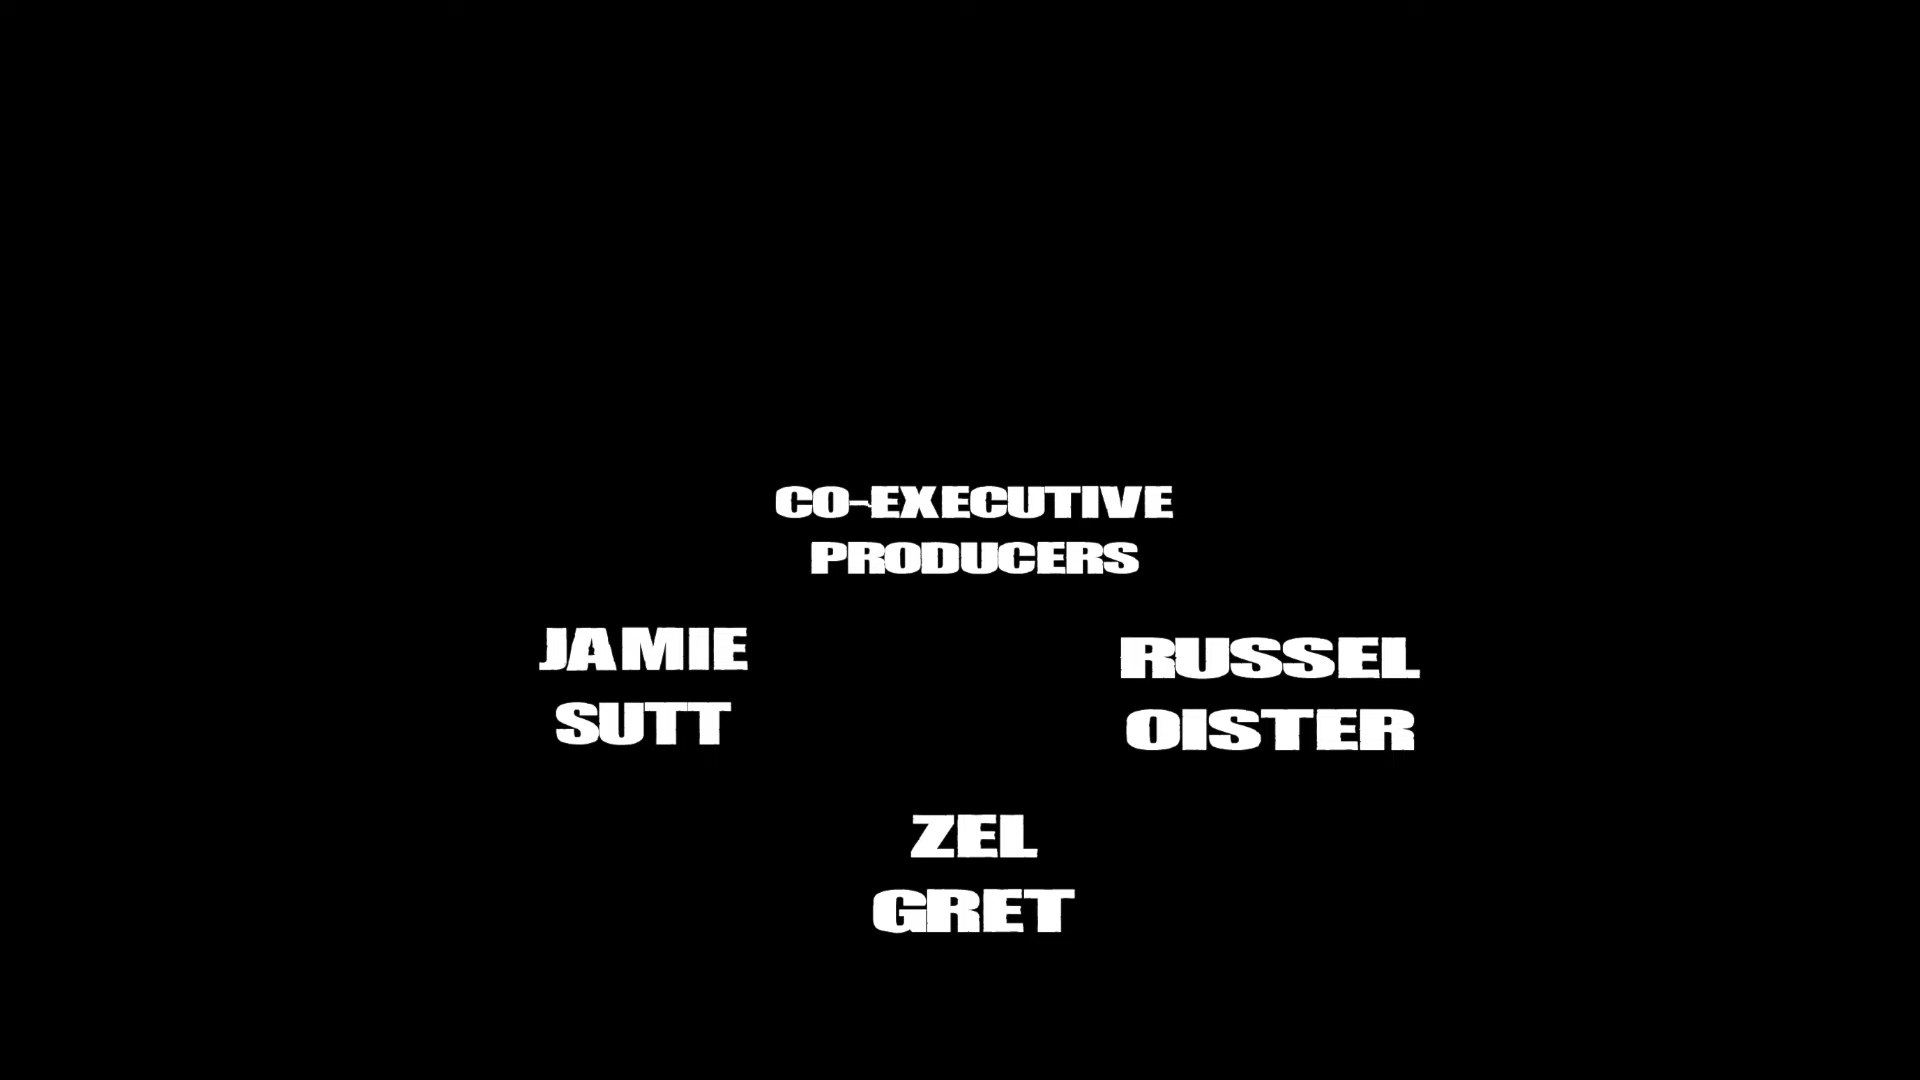 CO-EXECUTIVE
PRODUCERS
JAMIE
SUTT
RUSSEL
OISTER
ZEL
GRET